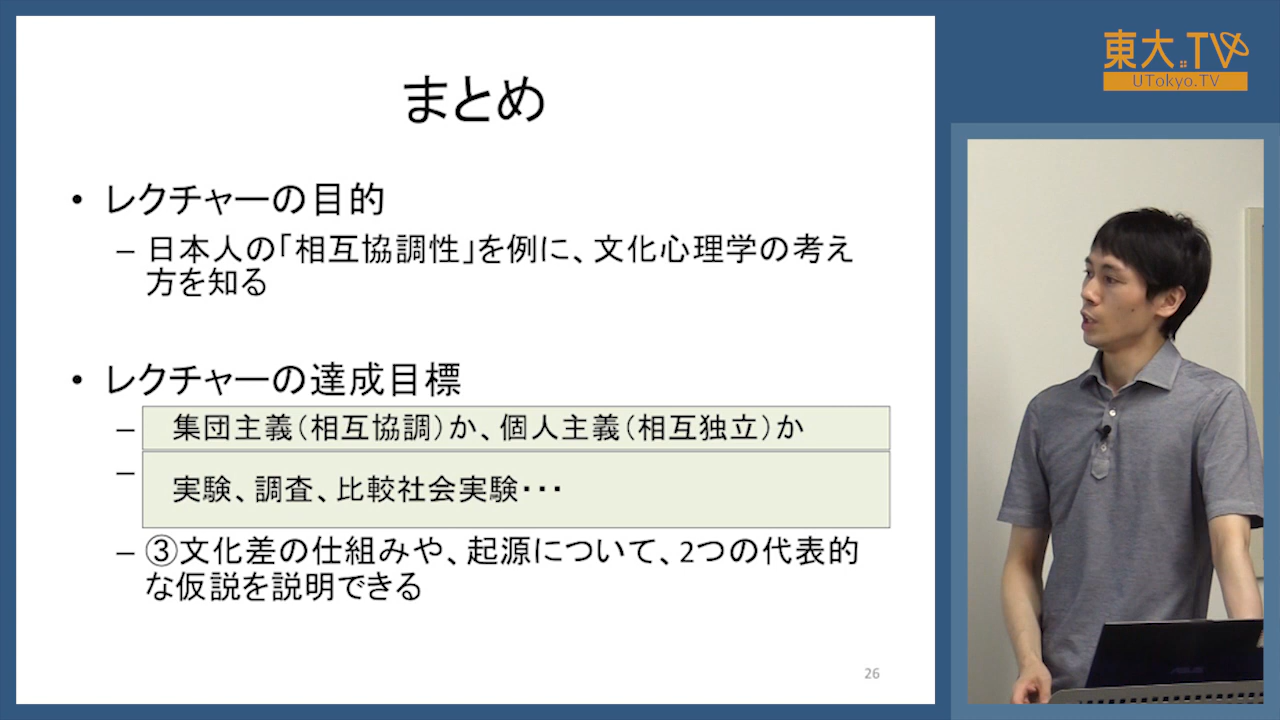 まとめ
• レクチャーの目的
– 日本人の「相互協調性」を例に、文化心理学の考え
方を知る
• レクチャーの達成目標
– 集団主義(相互協調)か、個人主義(相互独立)か
– 実験、調査、比較社会実験・・・
– ③文化差の仕組みや、起源について、2つの代表的
な仮説を説明できる
26
東大.TV
UTokyo.TV
ASUS